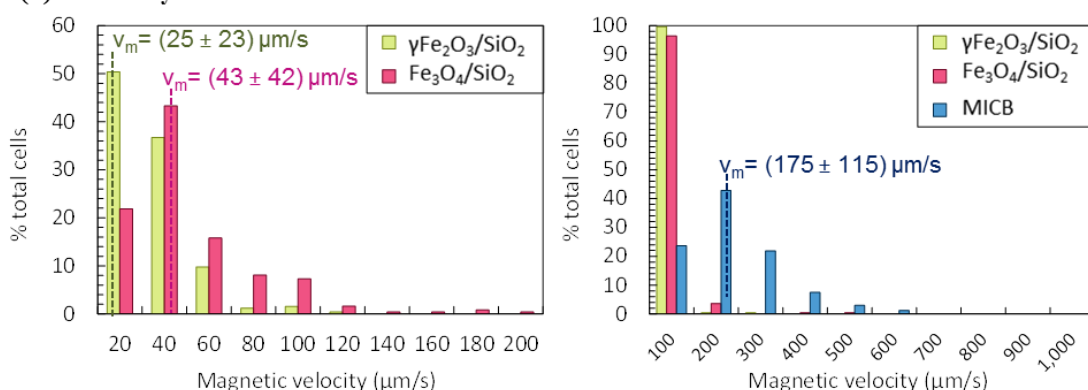 60
50
40
30
20
10
0
% total cells
vₘ= (25 ± 23) µm/s
vₘ= (43 ± 42) µm/s
γFe₂O₃/SiO₂
Fe₃O₄/SiO₂
20 40 60 80 100 120 140 160 180 200
Magnetic velocity (µm/s)
100
90
80
70
60
50
40
30
20
10
0
% total cells
γFe₂O₃/SiO₂
Fe₃O₄/SiO₂
MICB
vₘ= (175 ± 115) µm/s
100 200 300 400 500 600 700 800 900 1,000
Magnetic velocity (µm/s)